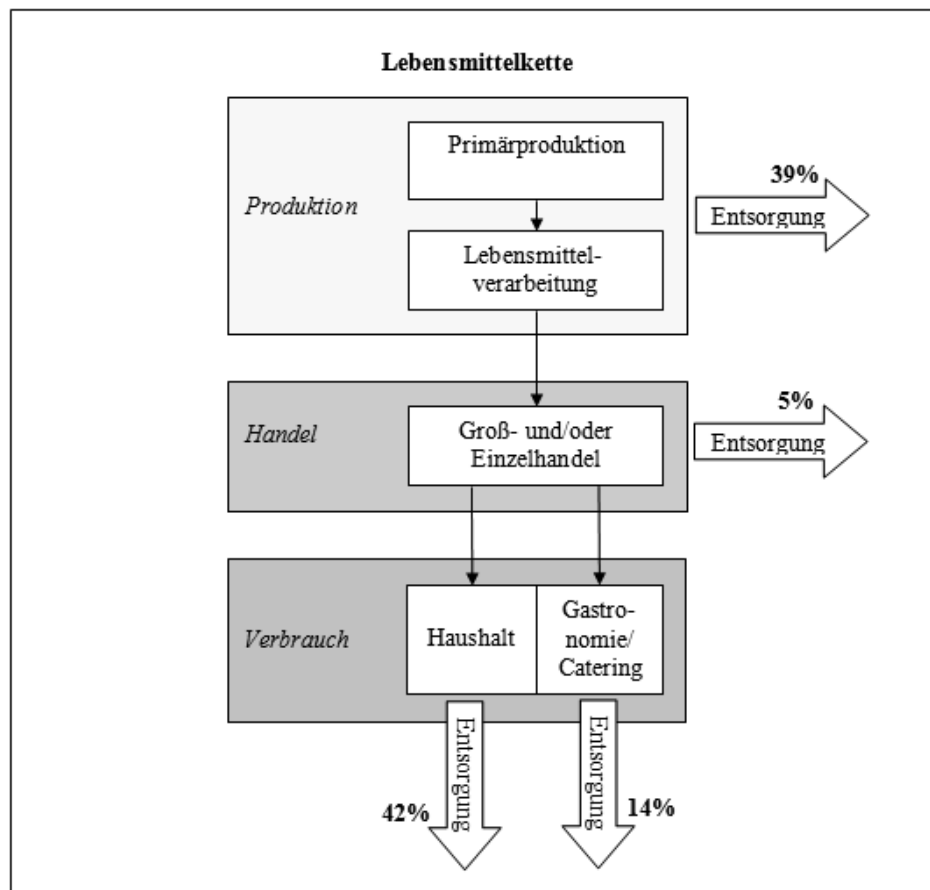 Lebensmittelkette
Primärproduktion
39%
Produktion
Entsorgung
Lebensmittel-
verarbeitung
5%
Handel
Groß- und/oder
Einzelhandel
Entsorgung
Verbrauch
Haushalt
Gastro-
nomie/
Catering
Entsorgung
42%
Entsorgung
14%